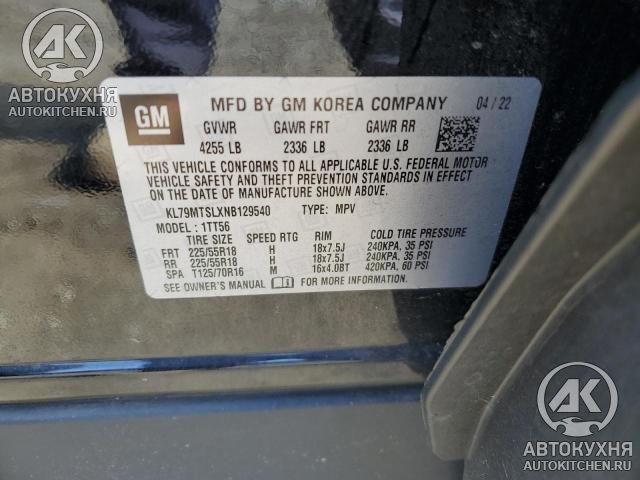 АВТОКУХНЯ
AUTOKITCHEN.RU
GM
MFD BY GM KOREA COMPANY 04/22
GVWR GAWR FRT GAWR RR
4255 LB 2336 LB 2336 LB
THIS VEHICLE CONFORMS TO ALL APPLICABLE U.S. FEDERAL MOTOR
VEHICLE SAFETY AND THEFT PREVENTION STANDARDS IN EFFECT
ON THE DATE OF MANUFACTURE SHOWN ABOVE.
KL79MTSLXNB129540 TYPE: MPV
MODEL: 1TT56
TIRE SIZE SPEED RTG RIM COLD TIRE PRESSURE
FRT 225/55R18 H 18x7.5J 240KPA, 35 PSI
RR 225/55R18 H 18x7.5J 240KPA, 35 PSI
SPA T125/70R16 M 16x4.0BT 420KPA, 60 PSI
SEE OWNER'S MANUAL FOR MORE INFORMATION.
АК
АВТОКУХНЯ
AUTOKITCHEN.RU